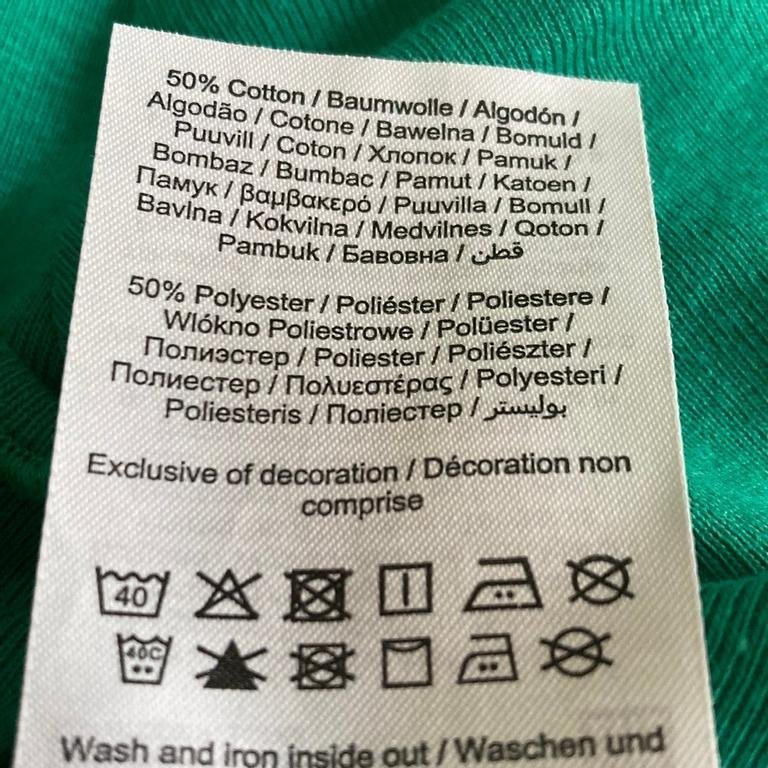 50% Cotton / Baumwolle / Algodón /
Algodão / Cotone / Bawełna / Bomuld /
Puuvill / Coton / Хлопок / Pamuk /
Bombaz / Bumbac / Pamut / Katoen /
Памук / βαμβακερό / Puuvilla / Bomull /
Bavlna / Kokvilna / Medvilnes / Qoton /
Pambuk / Бавовна / قطن
50% Polyester / Poliéster / Poliestere /
Wlókno Poliestrowe / Polüester /
Полиэстер / Poliester / Poliészter /
Полиестер / Πολυεστέρας / Polyesteri /
Poliesteris / Поліестер / بوليستر
Exclusive of decoration / Décoration non
comprise
40
40C
Wash and iron inside out / Waschen und